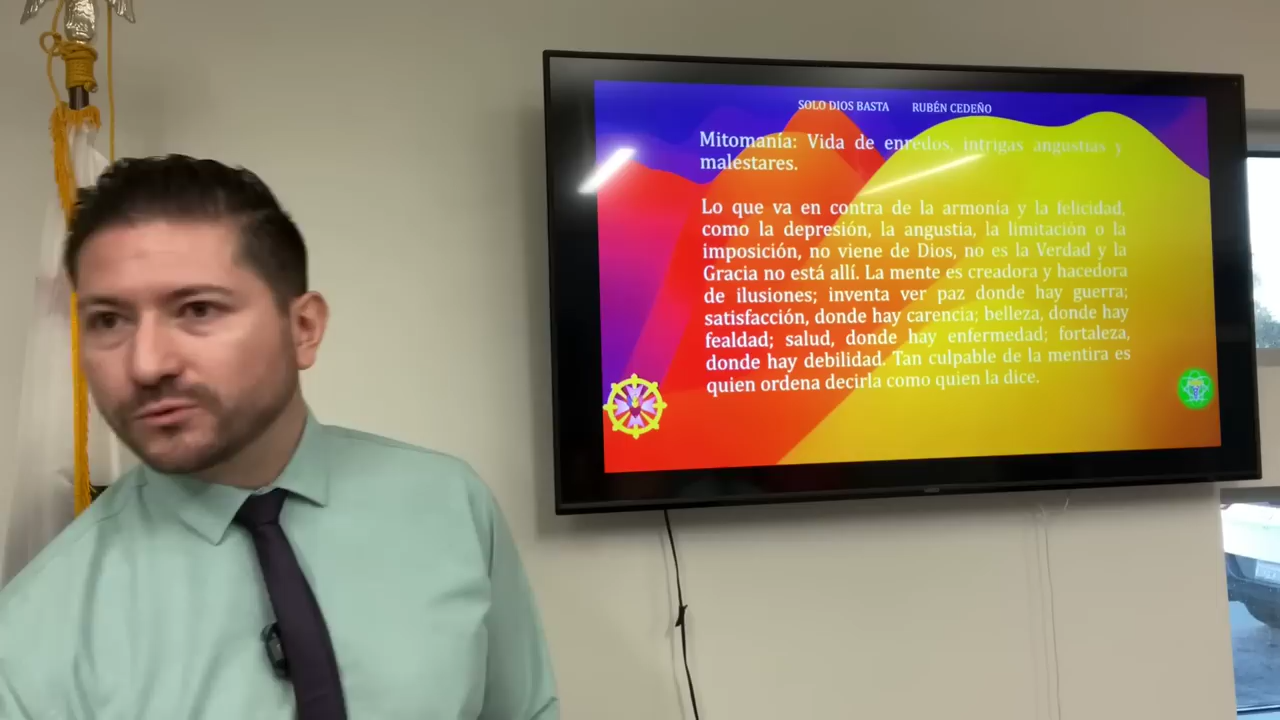 SOLO DIOS BASTA RUBÉN CEDEÑO
Mitomanía: Vida de enredos, intrigas angustias y
malestares.
Lo que va en contra de la armonía y la felicidad,
como la depresión, la angustia, la limitación o la
imposición, no viene de Dios, no es la Verdad y la
Gracia no está allí. La mente es creadora y hacedora
de ilusiones; inventa ver paz donde hay guerra;
satisfacción, donde hay carencia; belleza, donde hay
fealdad; salud, donde hay enfermedad; fortaleza,
donde hay debilidad. Tan culpable de la mentira es
quien ordena decirla como quien la dice.